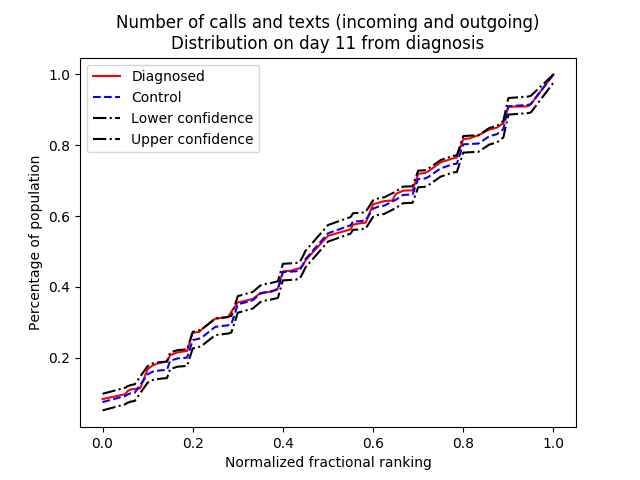 Number of calls and texts (incoming and outgoing)
Distribution on day 11 from diagnosis
Diagnosed
Control
Lower confidence
Upper confidence
Percentage of population
1.0
0.8
0.6
0.4
0.2
0.0 0.2 0.4 0.6 0.8 1.0
Normalized fractional ranking